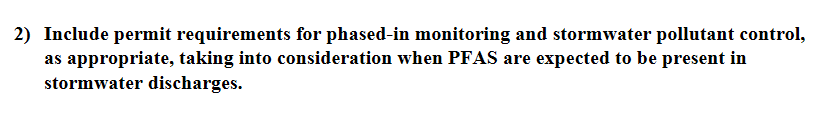 2) Include permit requirements for phased-in monitoring and stormwater pollutant control,
as appropriate, taking into consideration when PFAS are expected to be present in
stormwater discharges.